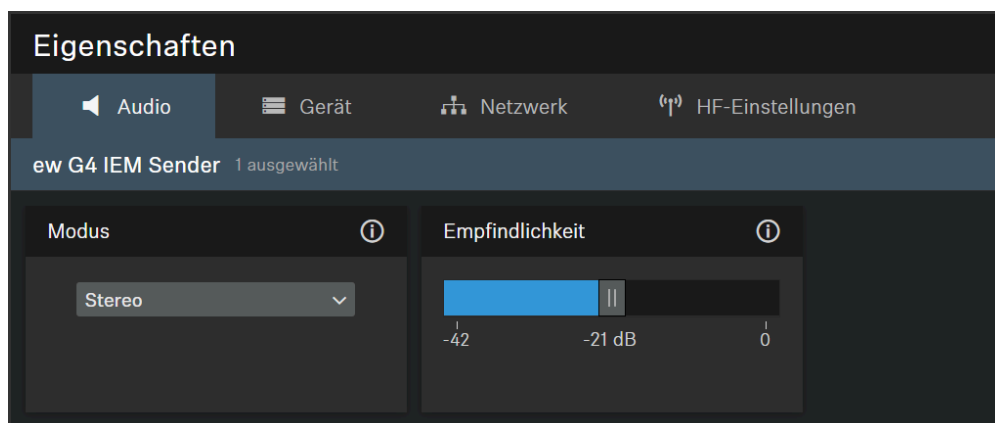 Eigenschaften
Audio Gerät Netzwerk HF-Einstellungen
ew G4 IEM Sender 1 ausgewählt
Modus Empfindlichkeit
Stereo
-42 -21 dB 0